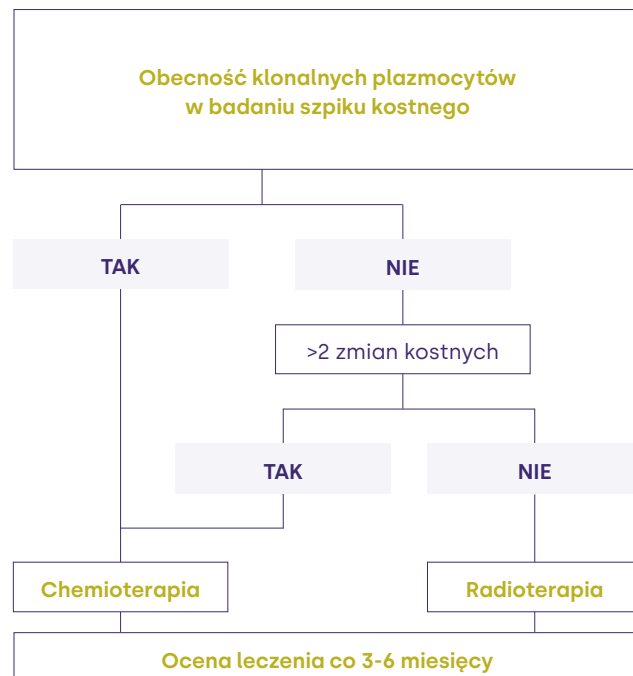 Obecność klonalnych plazmocytów
w badaniu szpiku kostnego
TAK
NIE
>2 zmian kostnych
TAK
NIE
Chemioterapia
Radioterapia
Ocena leczenia co 3-6 miesięcy